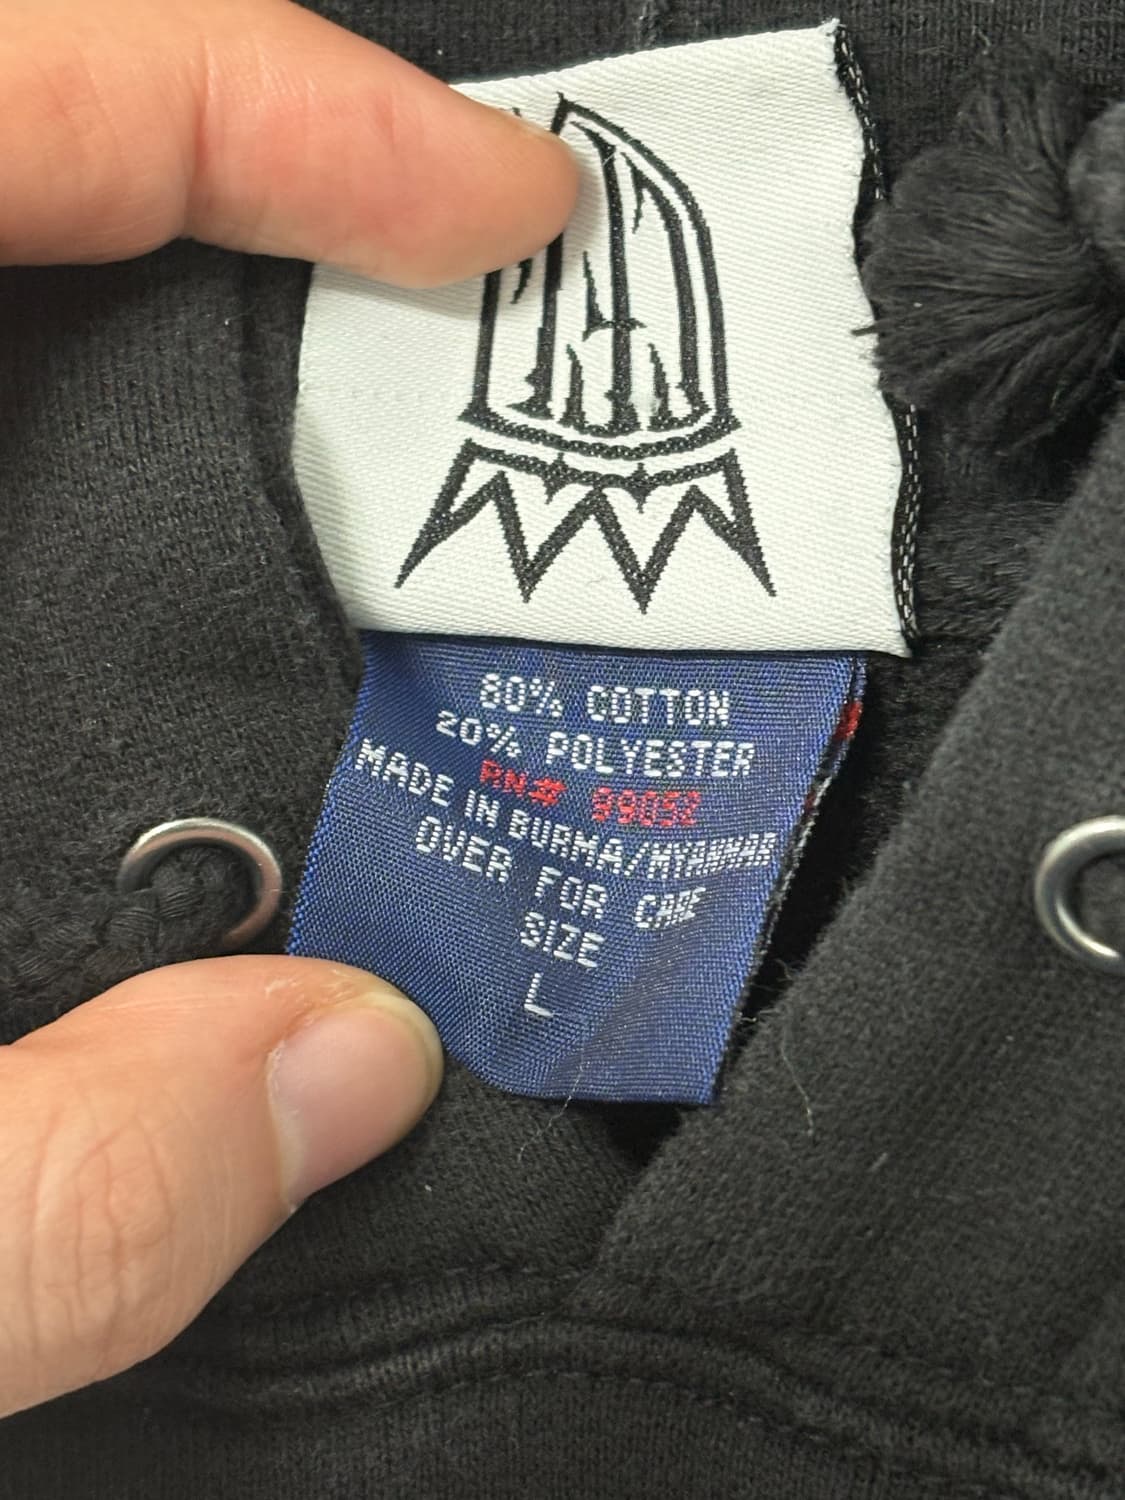 80% COTTON
20% POLYESTER
RN# 99052
MADE IN BURMA/MYANMAR
OVER FOR CARE
SIZE
L